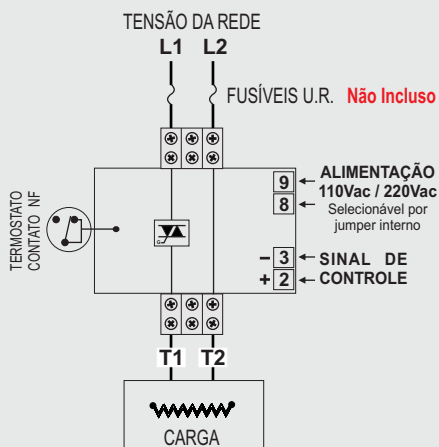 TENSÃO DA REDE
L1 L2
FUSÍVEIS U.R. Não Incluso
TERMOSTATO
CONTATO NF
9
ALIMENTAÇÃO
110Vac / 220Vac
8
Selecionável por
jumper interno
G
− 3
SINAL DE
+ 2
CONTROLE
T1 T2
CARGA